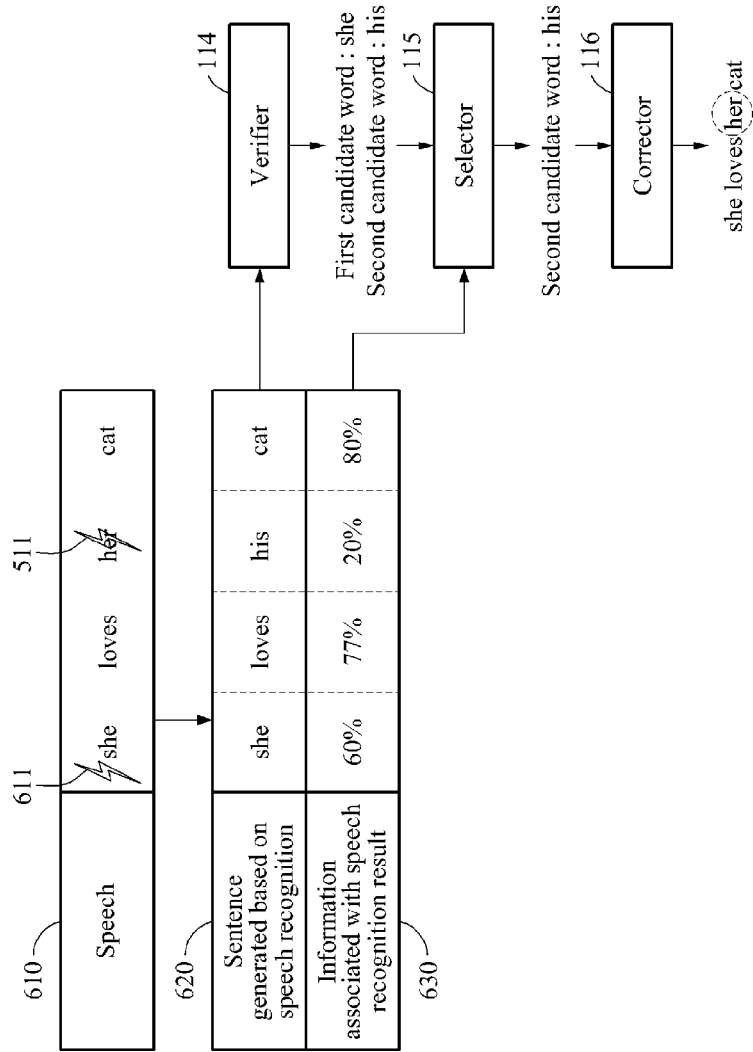 611
511
610
Speech
she
loves
her
cat
620
Sentence
generated based on
speech recognition
she
loves
his
cat
Information
associated with speech
recognition result
60%
77%
20%
80%
630
114
Verifier
First candidate word : she
Second candidate word : his
115
Selector
Second candidate word : his
116
Corrector
she loves her cat